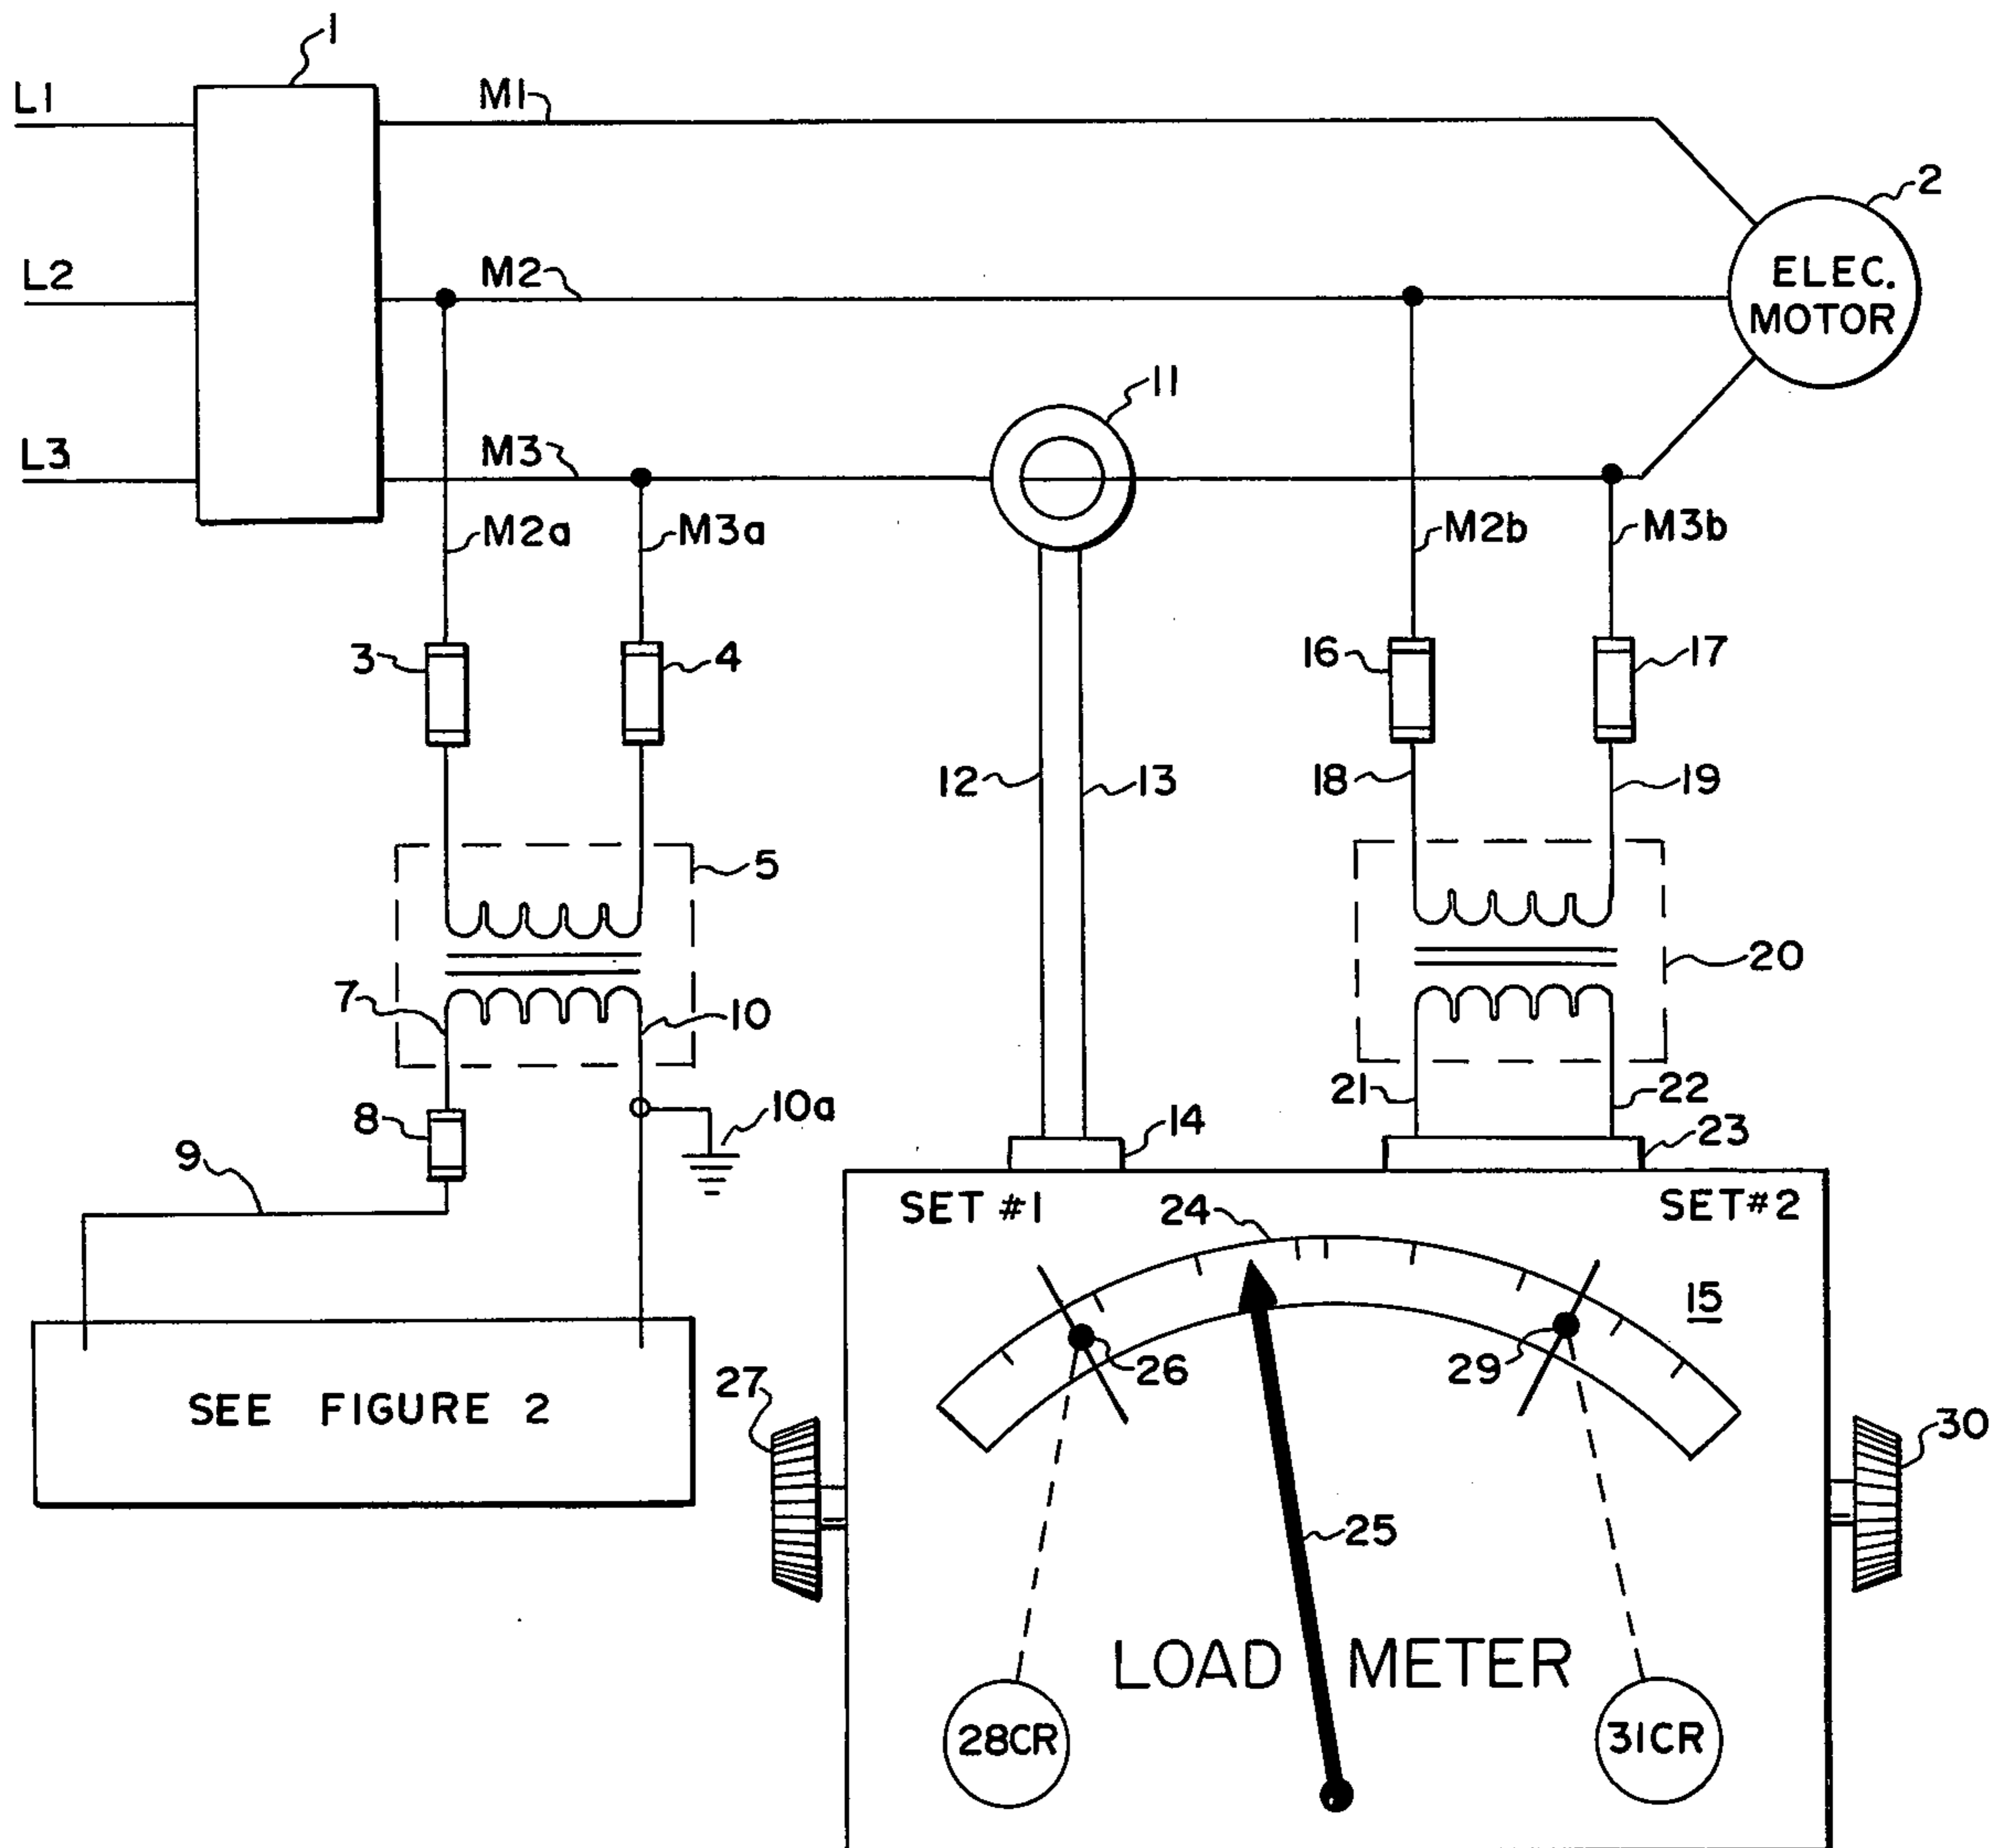 1
L1
M1
2
L2
M2
ELEC.
MOTOR
11
L3
M3
M2a
M3a
M2b
M3b
3
4
16
17
12
13
18
19
5
20
7
10
21
22
8
10a
14
23
9
SET #1
24
SET#2
15
26
29
27
30
SEE FIGURE 2
25
LOAD METER
28CR
31CR